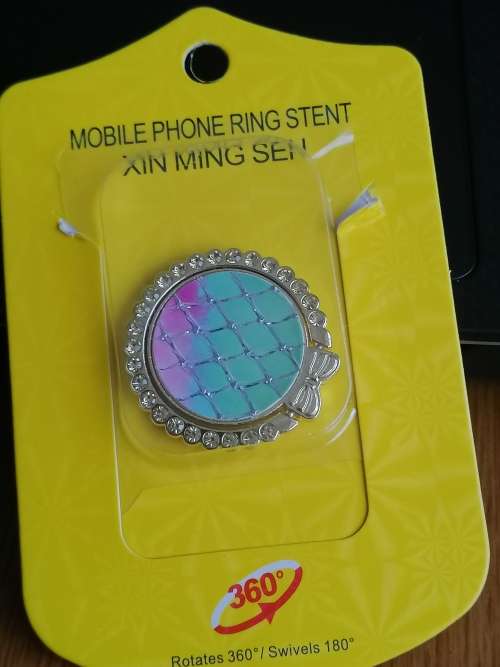 MOBILE PHONE RING STENT
XIN MING SEN
360°
Rotates 360°/ Swivels 180°